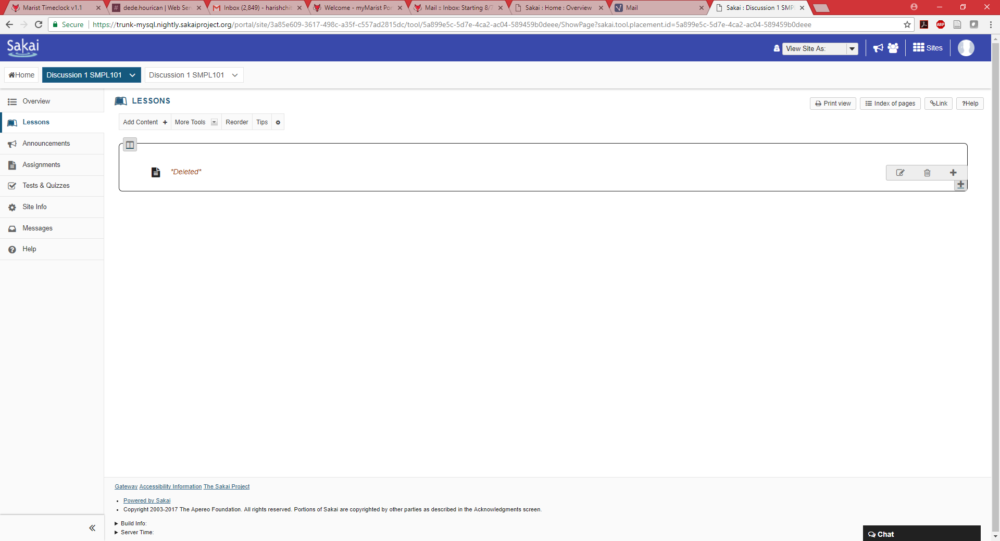 Marist Timeclock v1.1
dede.hourican | Web Ser
Inbox (2,849) - harishchit
Welcome - myMarist Por
Mail :: Inbox: Starting 8/7
Sakai : Home : Overview
Mail
Sakai : Discussion 1 SMPL
Secure https://trunk-mysql.nightly.sakaiproject.org/portal/site/3a85e609-3617-498c-a35f-c557ad2815dc/tool/5a899e5c-5d7e-4ca2-ac04-589459b0deee/ShowPage?sakai.tool.placement.id=5a899e5c-5d7e-4ca2-ac04-589459b0deee
ABP
Sakai
View Site As:
Sites
Home
Discussion 1 SMPL101
Discussion 1 SMPL101
Overview
Lessons
Announcements
Assignments
Tests & Quizzes
Site Info
Messages
Help
LESSONS
Print view
Index of pages
Link
?Help
Add Content
More Tools
Reorder
Tips
*Deleted*
Gateway Accessibility Information The Sakai Project
Powered by Sakai
Copyright 2003-2017 The Apereo Foundation. All rights reserved. Portions of Sakai are copyrighted by other parties as described in the Acknowledgments screen.
Build Info:
Server Time:
Chat